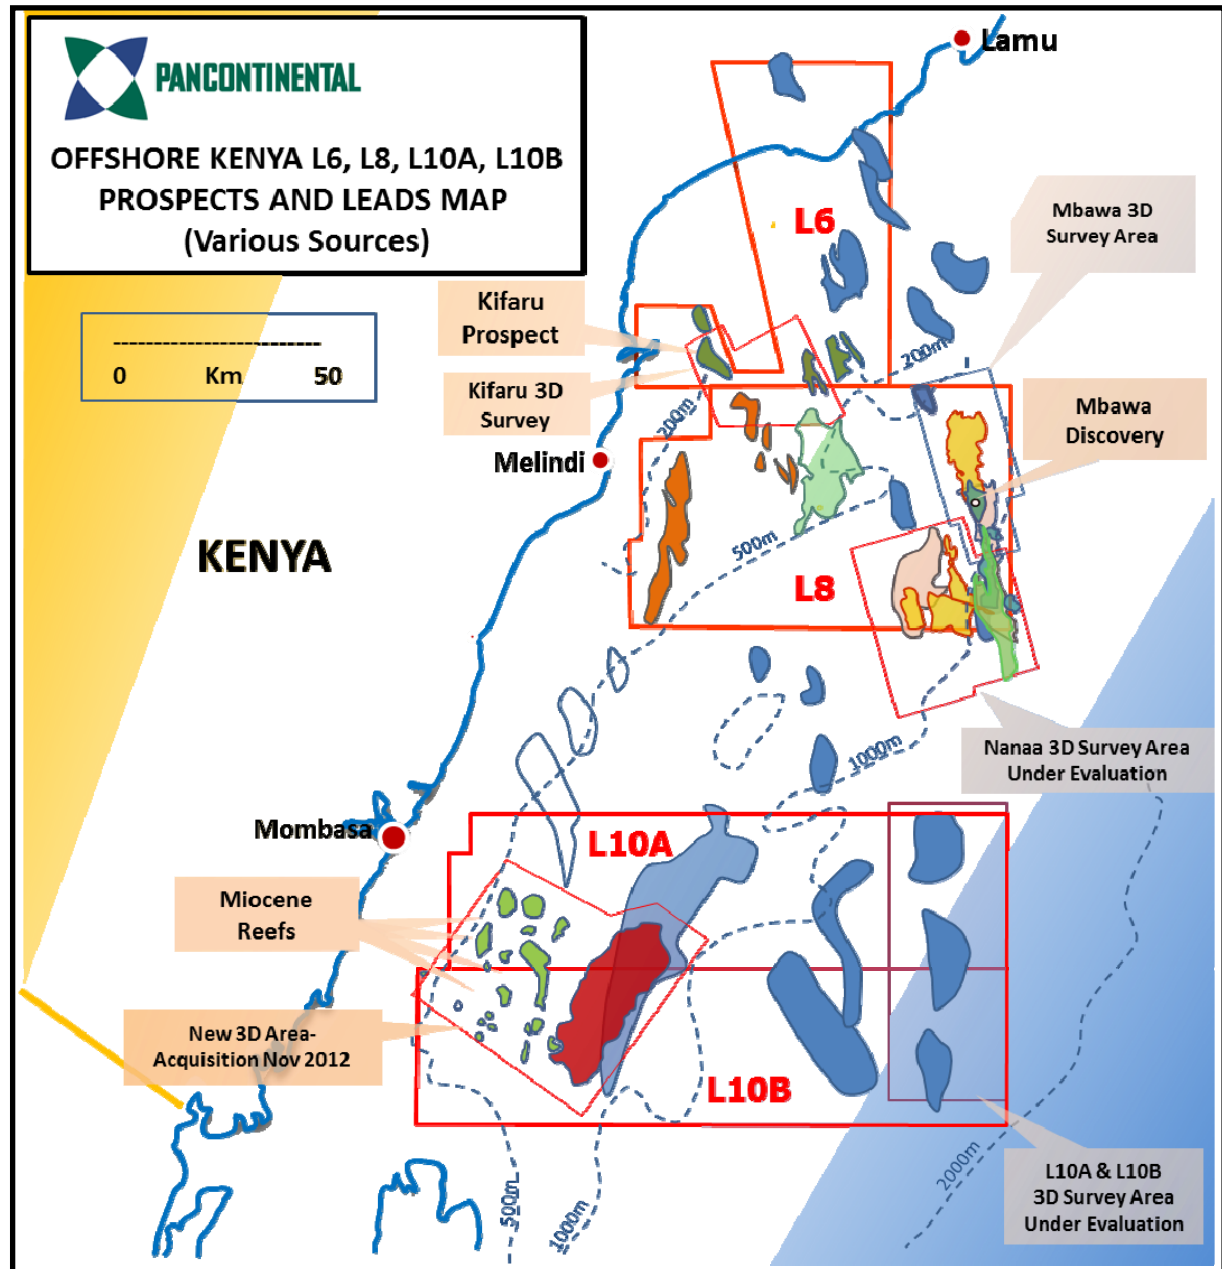 PANCONTINENTAL
OFFSHORE KENYA L6, L8, L10A, L10B
PROSPECTS AND LEADS MAP
(Various Sources)
Lamu
L6
Mbawa 3D
Survey Area
Kifaru
Prospect
0 Km 50
200m
Kifaru 3D
Survey
200m
Mbawa
Discovery
Melindi
500m
KENYA
L8
1000m
Nanaa 3D Survey Area
Under Evaluation
Mombasa
L10A
Miocene
Reefs
New 3D Area-
Acquisition Nov 2012
L10B
2000m
500m
1000m
L10A & L10B
3D Survey Area
Under Evaluation